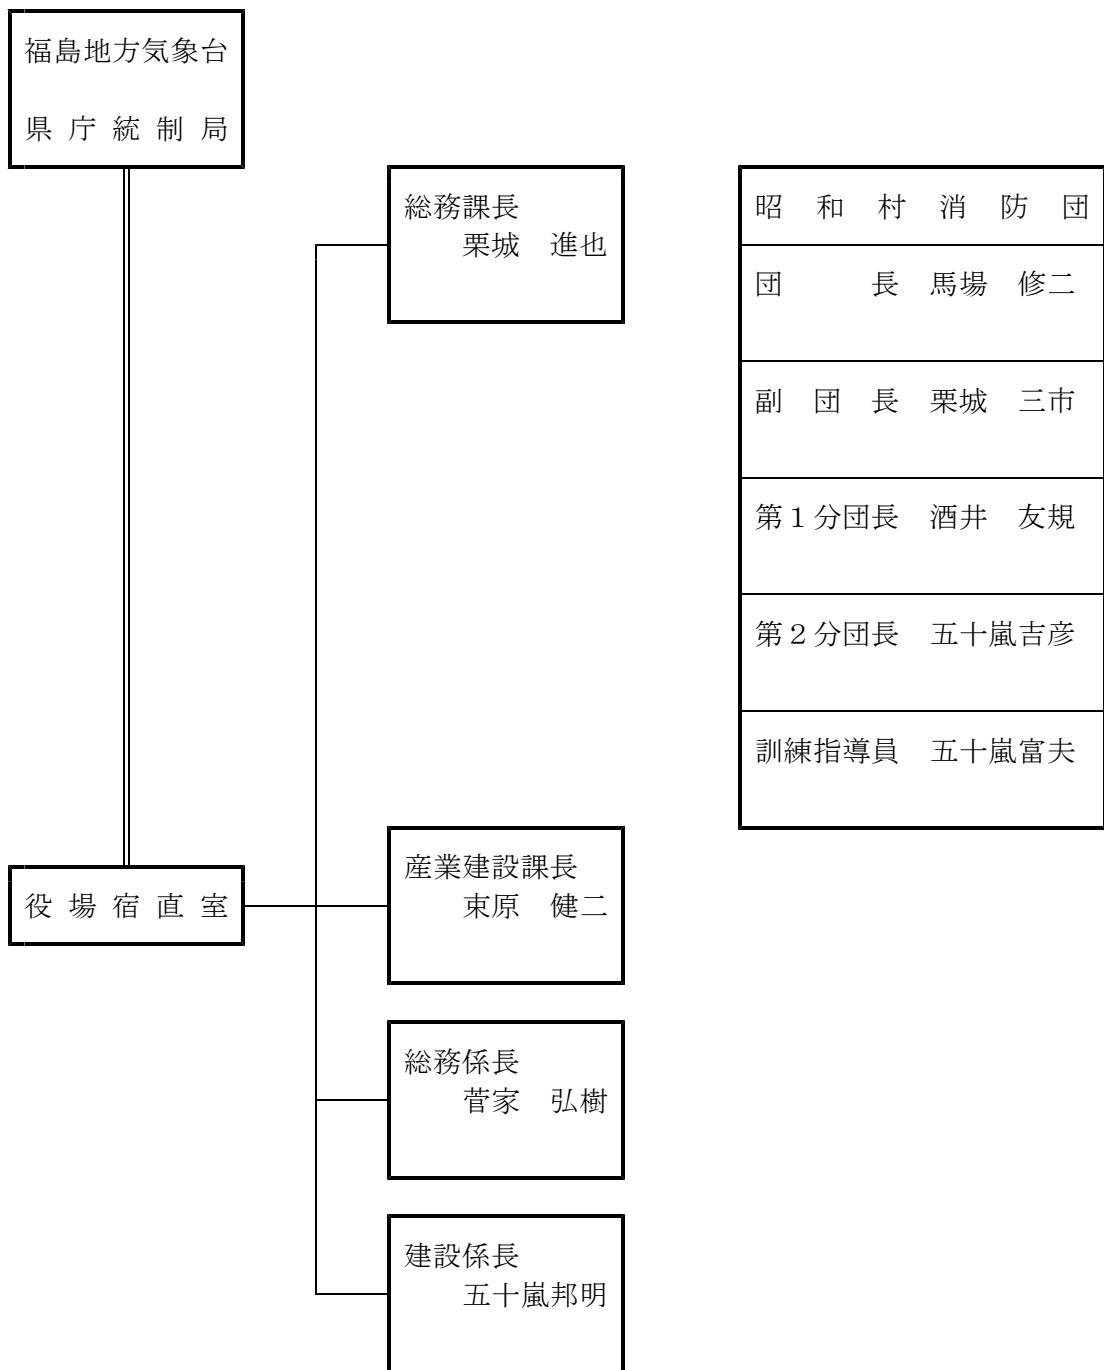 福島地方気象台
県庁統制局
総務課長
栗城 進也
昭和村消防団
団長 馬場 修二
副団長 栗城 三市
第１分団長 酒井 友規
第２分団長 五十嵐吉彦
訓練指導員 五十嵐富夫
産業建設課長
束原 健二
役場宿直室
総務係長
菅家 弘樹
建設係長
五十嵐邦明